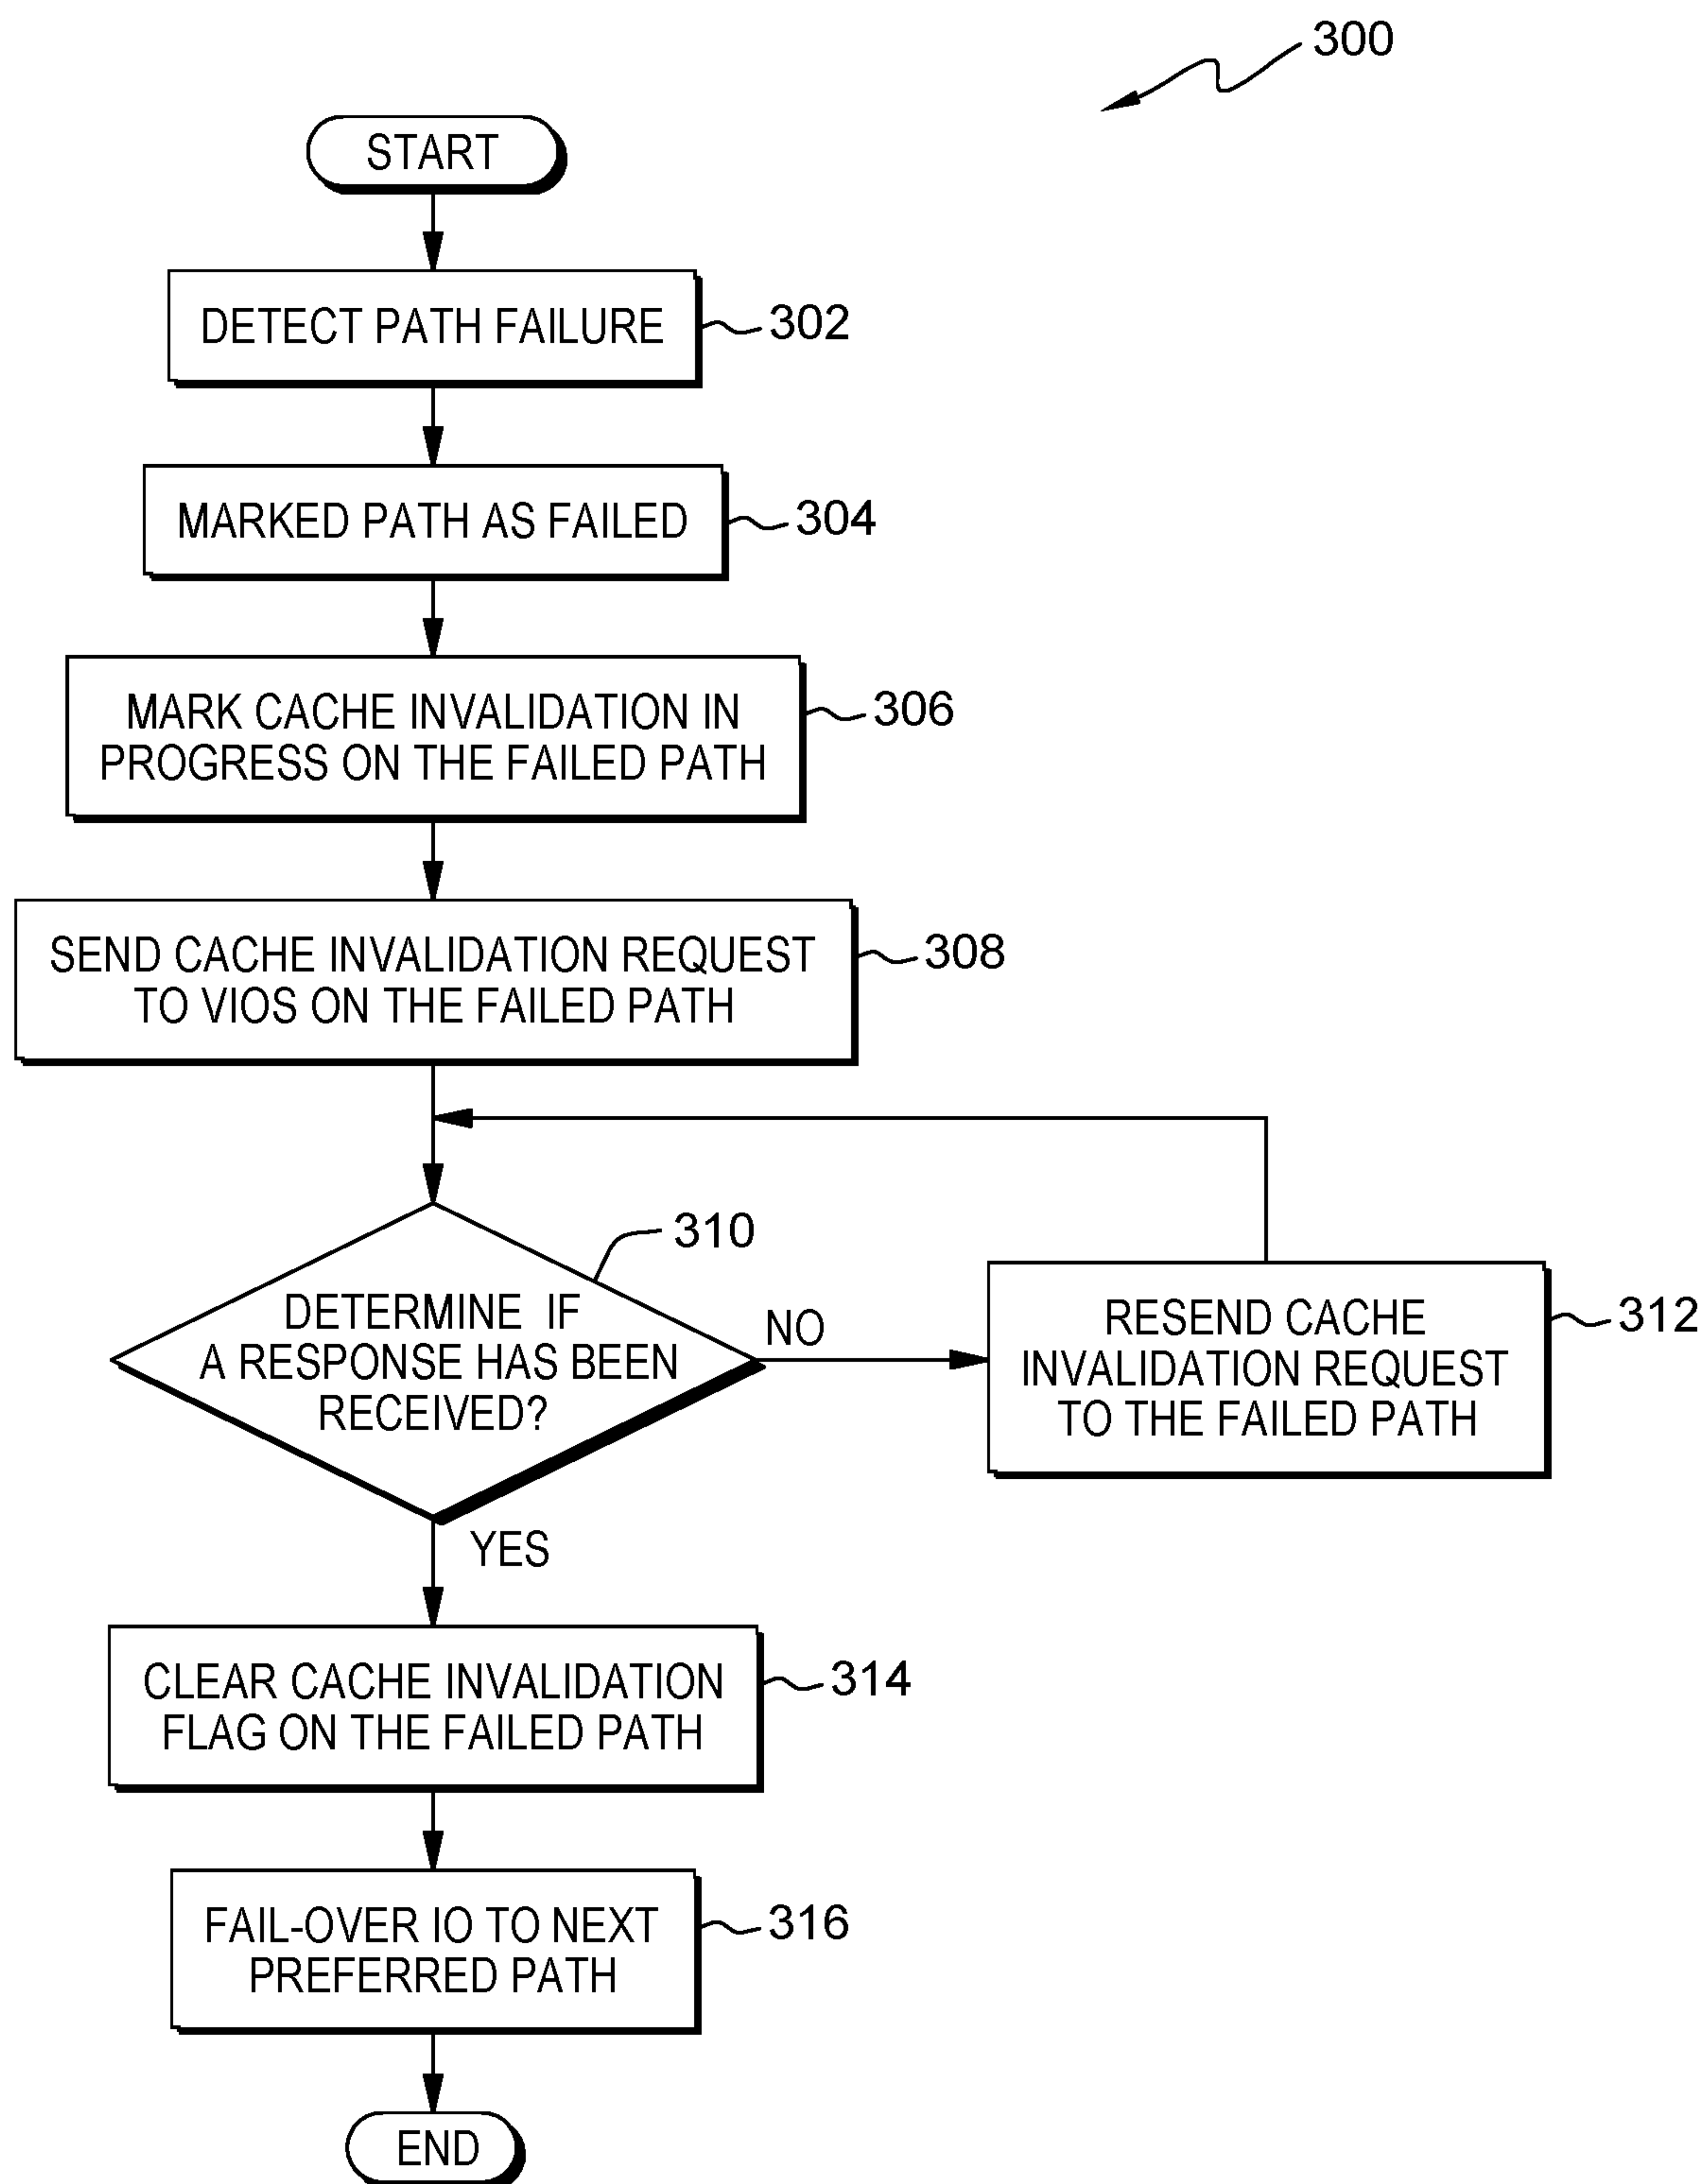 300
START
DETECT PATH FAILURE
302
MARKED PATH AS FAILED
304
MARK CACHE INVALIDATION IN
PROGRESS ON THE FAILED PATH
306
SEND CACHE INVALIDATION REQUEST
TO VIOS ON THE FAILED PATH
308
310
DETERMINE IF
A RESPONSE HAS BEEN
RECEIVED?
NO
RESEND CACHE
INVALIDATION REQUEST
TO THE FAILED PATH
312
YES
CLEAR CACHE INVALIDATION
FLAG ON THE FAILED PATH
314
FAIL-OVER IO TO NEXT
PREFERRED PATH
316
END